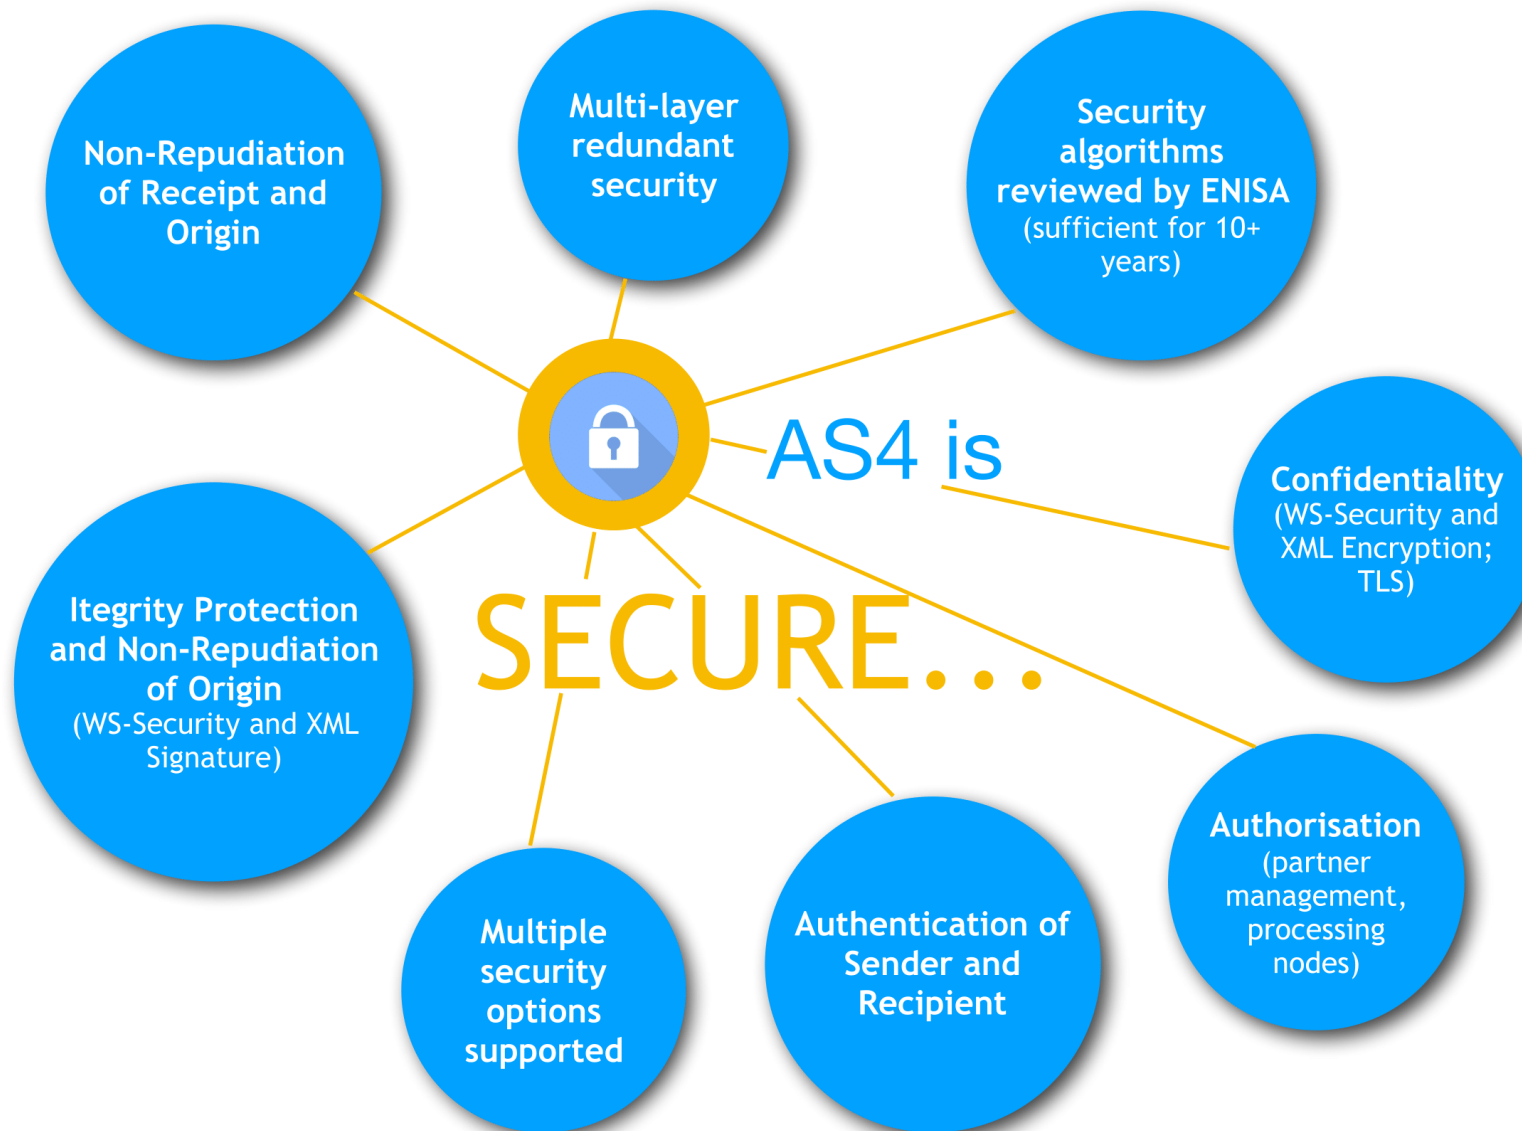 Non-Repudiation
of Receipt and
Origin
Multi-layer
redundant
security
Security
algorithms
reviewed by ENISA
(sufficient for 10+
years)
AS4 is
SECURE...
Confidentiality
(WS-Security and
XML Encryption;
TLS)
Itegrity Protection
and Non-Repudiation
of Origin
(WS-Security and XML
Signature)
Authorisation
(partner
management,
processing
nodes)
Multiple
security
options
supported
Authentication of
Sender and
Recipient